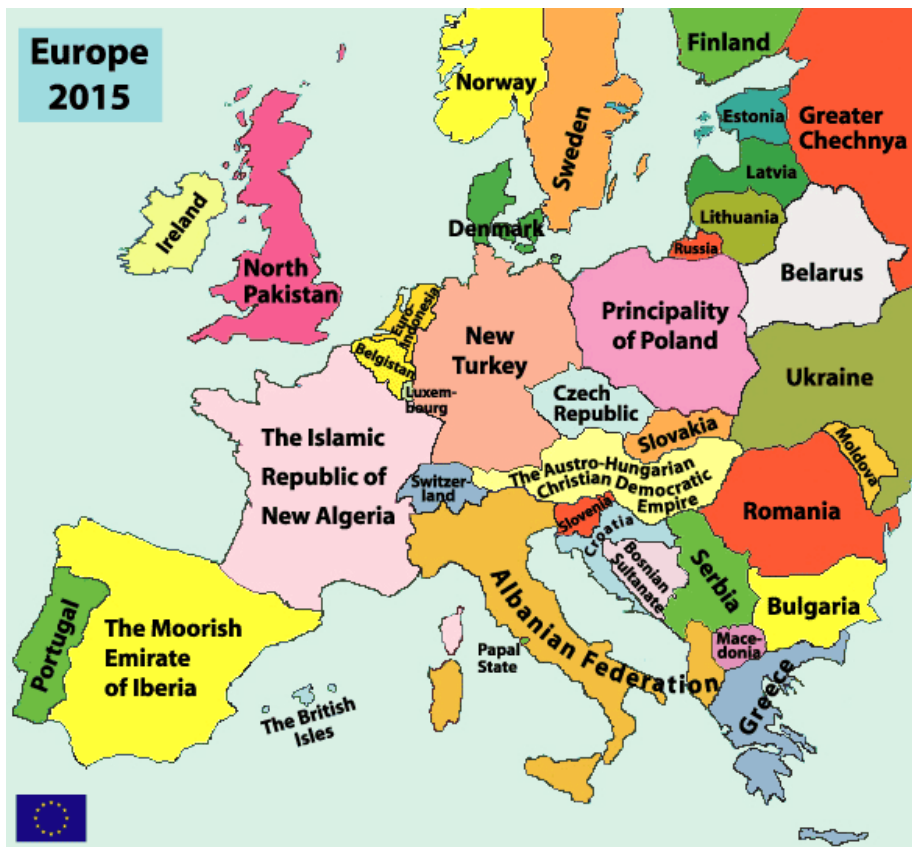 Europe
2015
Norway
Sweden
Finland
Estonia
Greater
Chechnya
Latvia
Lithuania
Russia
Denmark
Ireland
North
Pakistan
Belarus
Principality
of Poland
Euro-
Indonesia
Belgistan
Luxem-
bourg
New
Turkey
Czech
Republic
Ukraine
Slovakia
Moldova
The Islamic
Republic of
New Algeria
Switzer-
land
The Austro-Hungarian
Christian Democratic
Empire
Romania
Slovenia
Croatia
Bosnian
Sultanate
Serbia
Bulgaria
Portugal
The Moorish
Emirate
of Iberia
Papal
State
Albanian Federation
Mace-
donia
Greece
The British
Isles